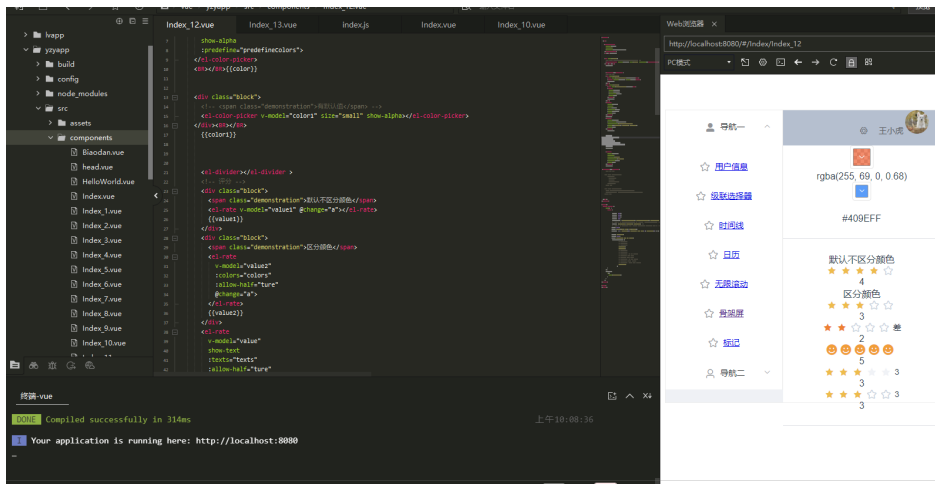 Index_12.vue
Index_13.vue
index.js
Index.vue
Index_10.vue
lvapp
yzyapp
build
config
node_modules
src
assets
components
Biaodan.vue
head.vue
HelloWorld.vue
Index.vue
Index_1.vue
Index_2.vue
Index_3.vue
Index_4.vue
Index_5.vue
Index_6.vue
Index_7.vue
Index_8.vue
Index_9.vue
Index_10.vue
show-alpha
:predefine="predefineColors">
</el-color-picker>
<BR></BR>{{color}}
<div class="block">
<!-- <span class="demonstration">有默认值</span> -->
<el-color-picker v-model="color1" size="small" show-alpha></el-color-picker>
</div><BR></BR>
{{color1}}
<el-divider></el-divider >
<!-- 评分 -->
<div class="block">
<span class="demonstration">默认不区分颜色</span>
<el-rate v-model="value1" @change="a"></el-rate>
{{value1}}
</div>
<div class="block">
<span class="demonstration">区分颜色</span>
<el-rate
v-model="value2"
:colors="colors"
:allow-half="ture"
@change="a">
</el-rate>
{{value2}}
</div>
<el-rate
v-model="value"
show-text
:texts="texts"
:allow-half="ture"
终端-vue
DONE Compiled successfully in 314ms
上午10:08:36
I Your application is running here: http://localhost:8080
Web浏览器
http://localhost:8080/#/Index/Index_12
PC模式
导航一
用户信息
级联选择器
时间线
日历
无限滚动
骨架屏
标记
导航二
王小虎
rgba(255, 69, 0, 0.68)
#409EFF
默认不区分颜色
4
区分颜色
3
差
2
5
3
3
3
3